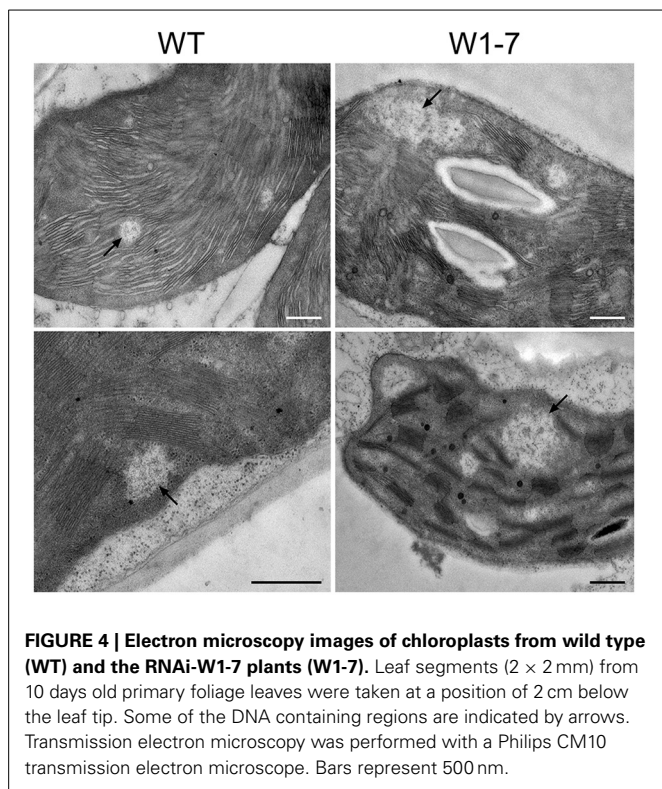 WT
W1-7
FIGURE 4 | Electron microscopy images of chloroplasts from wild type
(WT) and the RNAi-W1-7 plants (W1-7). Leaf segments (2 × 2 mm) from
10 days old primary foliage leaves were taken at a position of 2 cm below
the leaf tip. Some of the DNA containing regions are indicated by arrows.
Transmission electron microscopy was performed with a Philips CM10
transmission electron microscope. Bars represent 500 nm.